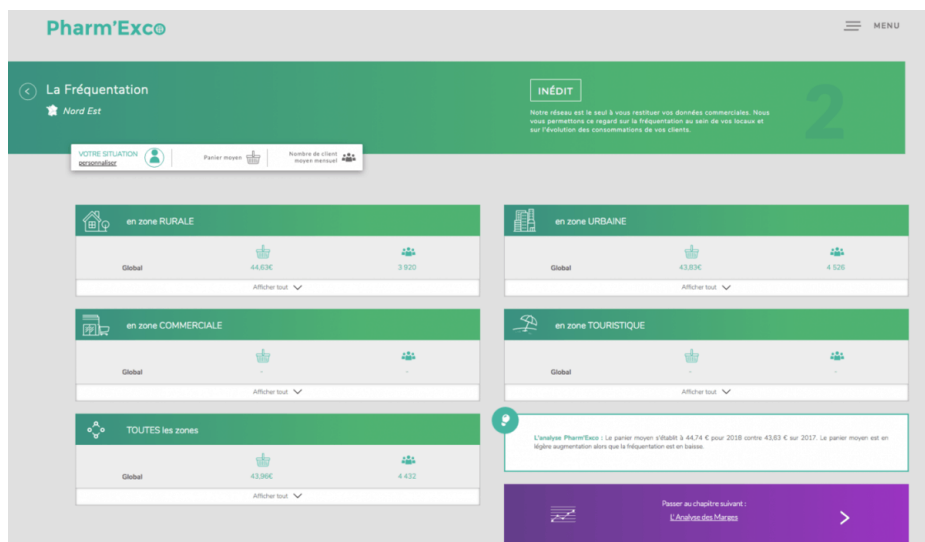 Pharm'Exco
MENU
La Fréquentation
Nord Est
INÉDIT
Notre réseau est le seul à vous restituer vos données commerciales. Nous
vous permettons ce regard sur la fréquentation au sein de vos locaux et
sur l'évolution des consommations de vos clients.
2
VOTRE SITUATION
personnaliser
Panier moyen
Nombre de client
moyen mensuel
en zone RURALE
Global
44,63€
3 920
Afficher tout
en zone URBAINE
Global
43,83€
4 526
Afficher tout
en zone COMMERCIALE
Global
-
-
Afficher tout
en zone TOURISTIQUE
Global
-
-
Afficher tout
TOUTES les zones
Global
43,96€
4 432
Afficher tout
L'analyse Pharm'Exco : Le panier moyen s'établit à 44,74 € pour 2018 contre 43,63 € sur 2017. Le panier moyen est en
légère augmentation alors que la fréquentation est en baisse.
Passer au chapitre suivant :
L'Analyse des Marges